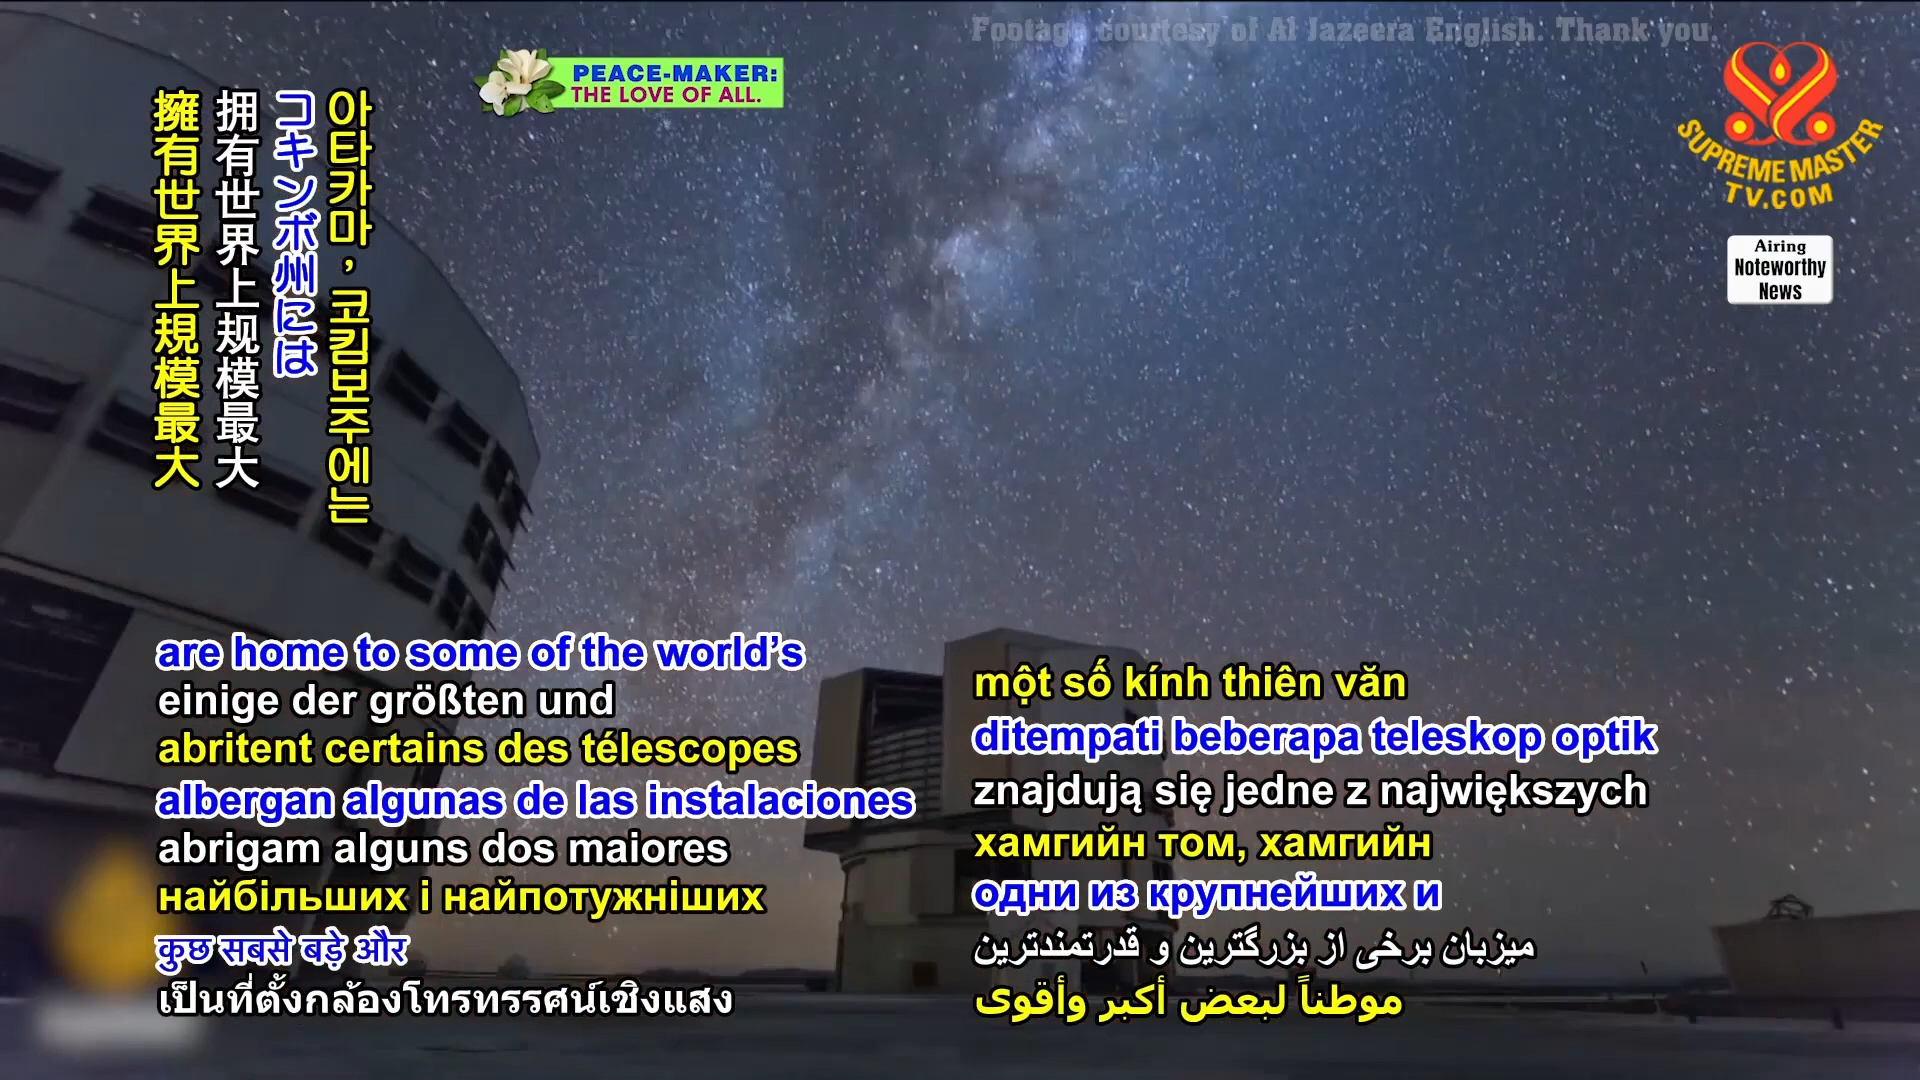 Footage courtesy of Al Jazeera English. Thank you.
PEACE-MAKER:
THE LOVE OF ALL.
SUPREME MASTER
TV.COM
Airing
Noteworthy
News
아타카마, 코킴보주에는
コキンボ州には
拥有世界上规模最大
擁有世界上規模最大
are home to some of the world’s
einige der größten und
abritent certains des télescopes
albergan algunas de las instalaciones
abrigam alguns dos maiores
найбільших і найпотужніших
कुछ सबसे बड़े और
เป็นที่ตั้งกล้องโทรทรรศน์เชิงแสง
một số kính thiên văn
ditempati beberapa teleskop optik
znajdują się jedne z największych
хамгийн том, хамгийн
одни из крупнейших и
میزبان برخی از بزرگترین و قدرتمندترین
موطناً لبعض أكبر وأقوى